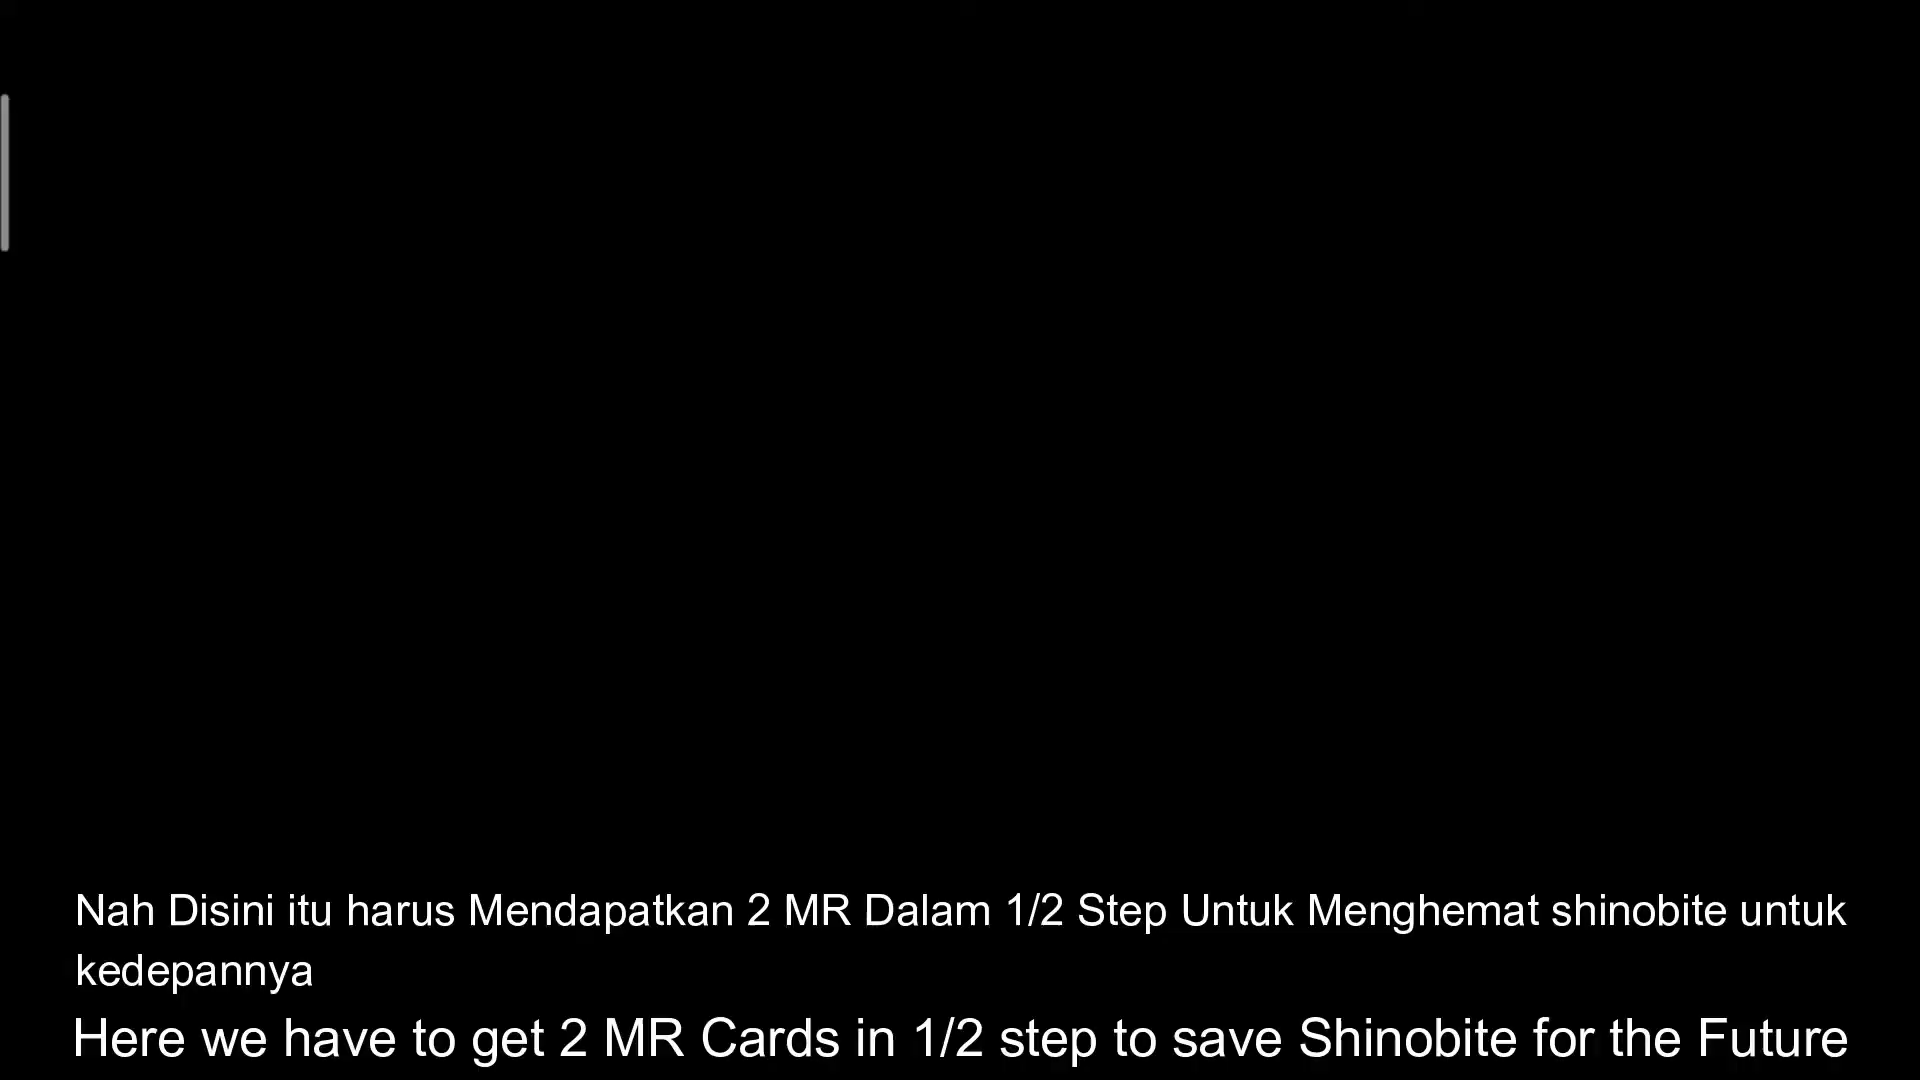 Nah Disini itu harus Mendapatkan 2 MR Dalam 1/2 Step Untuk Menghemat shinobite untuk
kedepannya
Here we have to get 2 MR Cards in 1/2 step to save Shinobite for the Future